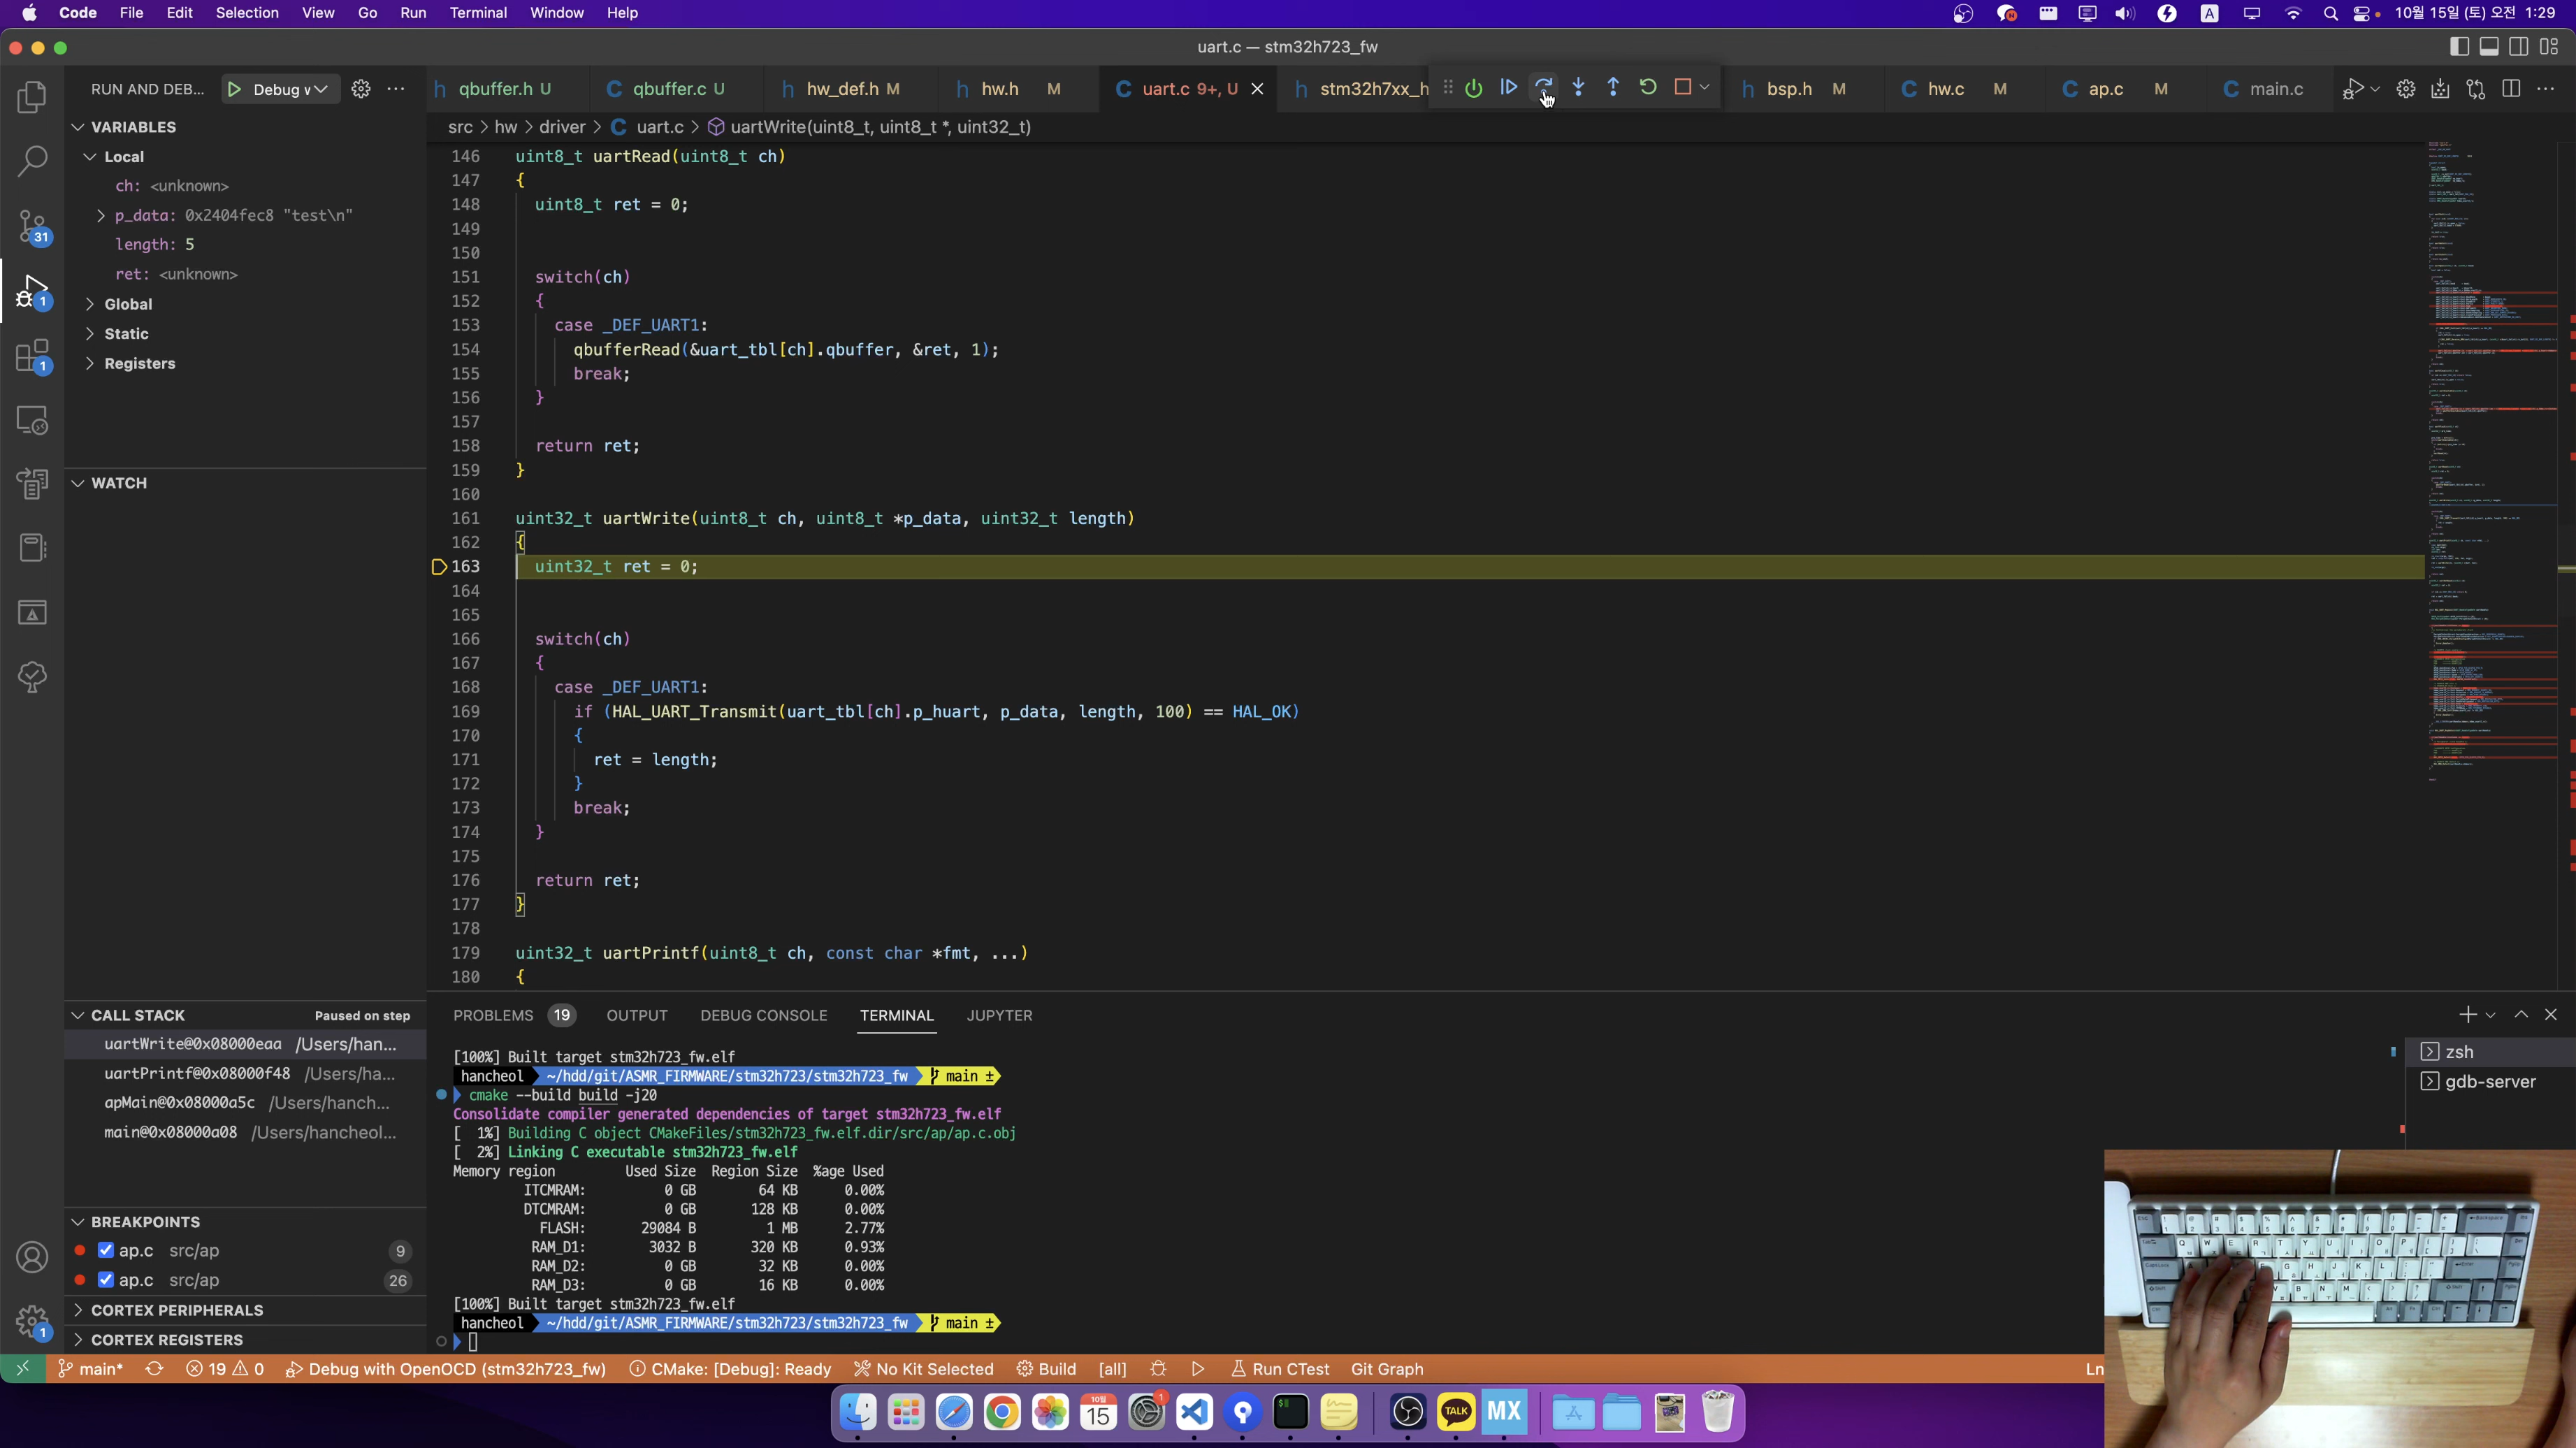 Code File Edit Selection View Go Run Terminal Window Help
A 10월 15일 (토) 오전 1:29
uart.c — stm32h723_fw
RUN AND DEB... Debug ⋯
qbuffer.h U
qbuffer.c U
hw_def.h M
hw.h M
uart.c 9+, U
stm32h7xx_h
bsp.h M
hw.c M
ap.c M
main.c
src > hw > driver > C uart.c > uartWrite(uint8_t, uint8_t *, uint32_t)
VARIABLES
Local
ch: <unknown>
p_data: 0x2404fec8 "test\n"
length: 5
ret: <unknown>
Global
Static
Registers
WATCH
31
1
1
1
146 uint8_t uartRead(uint8_t ch)
147 {
148 uint8_t ret = 0;
149
150
151 switch(ch)
152 {
153 case _DEF_UART1:
154 qbufferRead(&uart_tbl[ch].qbuffer, &ret, 1);
155 break;
156 }
157
158 return ret;
159 }
160
161 uint32_t uartWrite(uint8_t ch, uint8_t *p_data, uint32_t length)
162 {
163 uint32_t ret = 0;
164
165
166 switch(ch)
167 {
168 case _DEF_UART1:
169 if (HAL_UART_Transmit(uart_tbl[ch].p_huart, p_data, length, 100) == HAL_OK)
170 {
171 ret = length;
172 }
173 break;
174 }
175
176 return ret;
177 }
178
179 uint32_t uartPrintf(uint8_t ch, const char *fmt, ...)
180 {
CALL STACK Paused on step
uartWrite@0x08000eaa /Users/han...
uartPrintf@0x08000f48 /Users/ha...
apMain@0x08000a5c /Users/hanch...
main@0x08000a08 /Users/hancheol...
BREAKPOINTS
ap.c src/ap 9
ap.c src/ap 26
CORTEX PERIPHERALS
CORTEX REGISTERS
PROBLEMS 19 OUTPUT DEBUG CONSOLE TERMINAL JUPYTER
[100%] Built target stm32h723_fw.elf
hancheol ~/hdd/git/ASMR_FIRMWARE/stm32h723/stm32h723_fw main ±
cmake --build build -j20
Consolidate compiler generated dependencies of target stm32h723_fw.elf
[  1%] Building C object CMakeFiles/stm32h723_fw.elf.dir/src/ap/ap.c.obj
[  2%] Linking C executable stm32h723_fw.elf
Memory region Used Size Region Size %age Used
ITCMRAM: 0 GB 64 KB 0.00%
DTCMRAM: 0 GB 128 KB 0.00%
FLASH: 29084 B 1 MB 2.77%
RAM_D1: 3032 B 320 KB 0.93%
RAM_D2: 0 GB 32 KB 0.00%
RAM_D3: 0 GB 16 KB 0.00%
[100%] Built target stm32h723_fw.elf
hancheol ~/hdd/git/ASMR_FIRMWARE/stm32h723/stm32h723_fw main ±
zsh
gdb-server
main* 19 0 Debug with OpenOCD (stm32h723_fw) CMake: [Debug]: Ready No Kit Selected Build [all] Run CTest Git Graph Ln
10월
15
1
TALK
MX